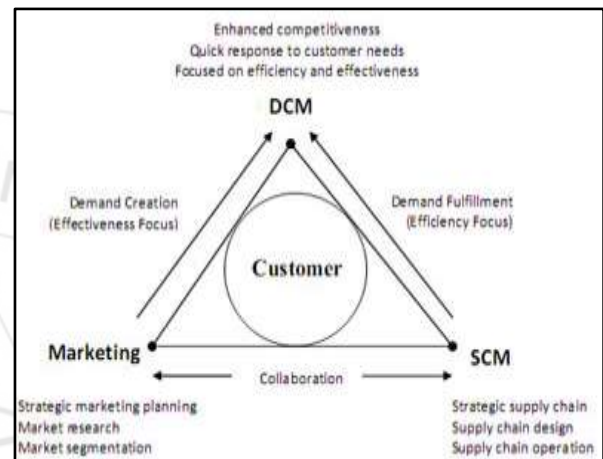 Enhanced competitiveness
Quick response to customer needs
Focused on efficiency and effectiveness
DCM
Demand Creation
(Effectiveness Focus)
Demand Fulfillment
(Efficiency Focus)
Customer
Marketing
SCM
Collaboration
Strategic marketing planning
Market research
Market segmentation
Strategic supply chain
Supply chain design
Supply chain operation